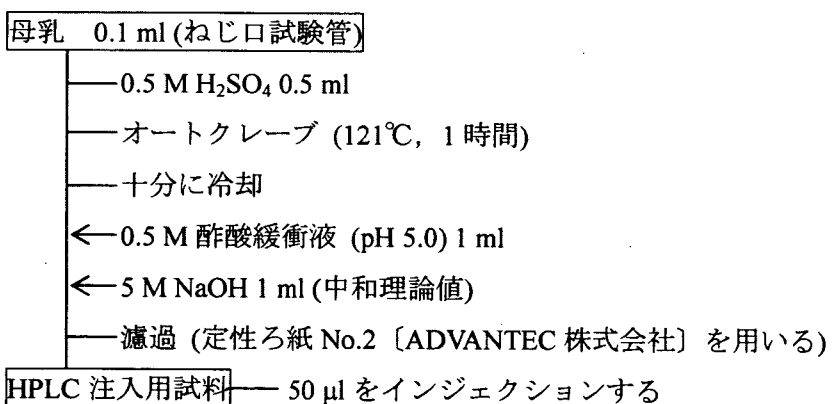 母乳　0.1 ml (ねじ口試験管)
0.5 M H₂SO₄ 0.5 ml
オートクレーブ (121℃, 1 時間)
十分に冷却
0.5 M 酢酸緩衝液 (pH 5.0) 1 ml
5 M NaOH 1 ml (中和理論値)
濾過 (定性ろ紙 No.2〔ADVANTEC 株式会社〕を用いる)
HPLC 注入用試料 50 μl をインジェクションする